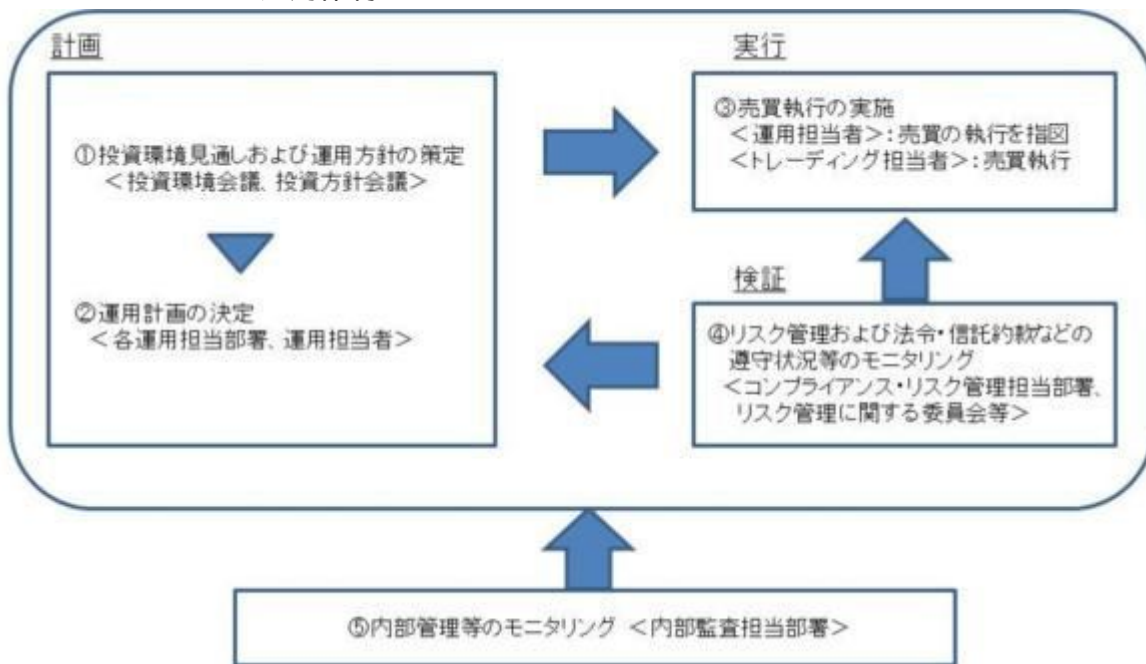 計画
①投資環境見通しおよび運用方針の策定
＜投資環境会議、投資方針会議＞
②運用計画の決定
＜各運用担当部署、運用担当者＞
実行
③売買執行の実施
＜運用担当者＞：売買の執行を指図
＜トレーディング担当者＞：売買執行
検証
④リスク管理および法令・信託約款などの
遵守状況等のモニタリング
＜コンプライアンス・リスク管理担当部署、
リスク管理に関する委員会等＞
⑤内部管理等のモニタリング ＜内部監査担当部署＞